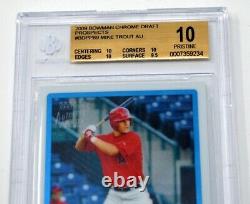 2009 BOWMAN CHROME DRAFT
PROSPECTS
#BDPP89 MIKE TROUT AU
CENTERING 10 CORNERS 10
EDGES 10 SURFACE 9.5
10
PRISTINE
0007359234